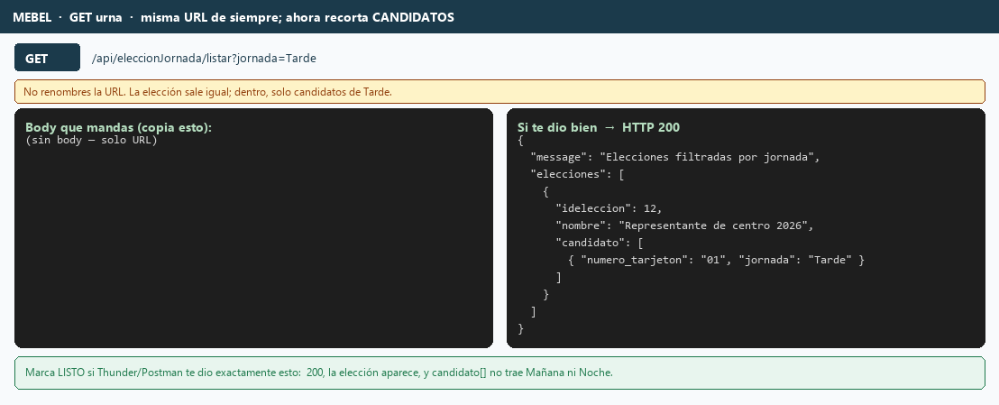 MEBEL · GET urna · misma URL de siempre; ahora recorta CANDIDATOS
GET /api/eleccionJornada/listar?jornada=Tarde
No renombres la URL. La elección sale igual; dentro, solo candidatos de Tarde.
Body que mandas (copia esto):
(sin body — solo URL)
Si te dio bien → HTTP 200
{
  "message": "Elecciones filtradas por jornada",
  "elecciones": [
    {
      "ideleccion": 12,
      "nombre": "Representante de centro 2026",
      "candidato": [
        { "numero_tarjeton": "01", "jornada": "Tarde" }
      ]
    }
  ]
}
Marca LISTO si Thunder/Postman te dio exactamente esto: 200, la elección aparece, y candidato[] no trae Mañana ni Noche.